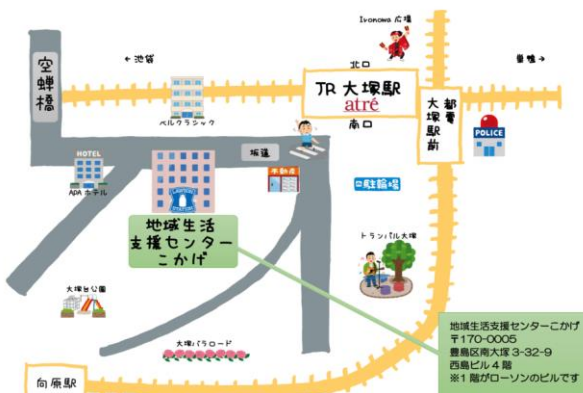 Ironowa 広場
← 池袋
北口
巣鴨 →
空蝉橋
JR 大塚駅
atré
都電
大塚駅前
ベルクラシック
南口
POLICE
HOTEL
坂道
APA ホテル
LAWSON STATION
不動産
駐輪場
地域生活
支援センター
こかげ
トランパル大塚
大塚台公園
大塚バラロード
向原駅
地域生活支援センターこかげ
〒170-0005
豊島区南大塚 3-32-9
西島ビル 4 階
※1 階がローソンのビルです